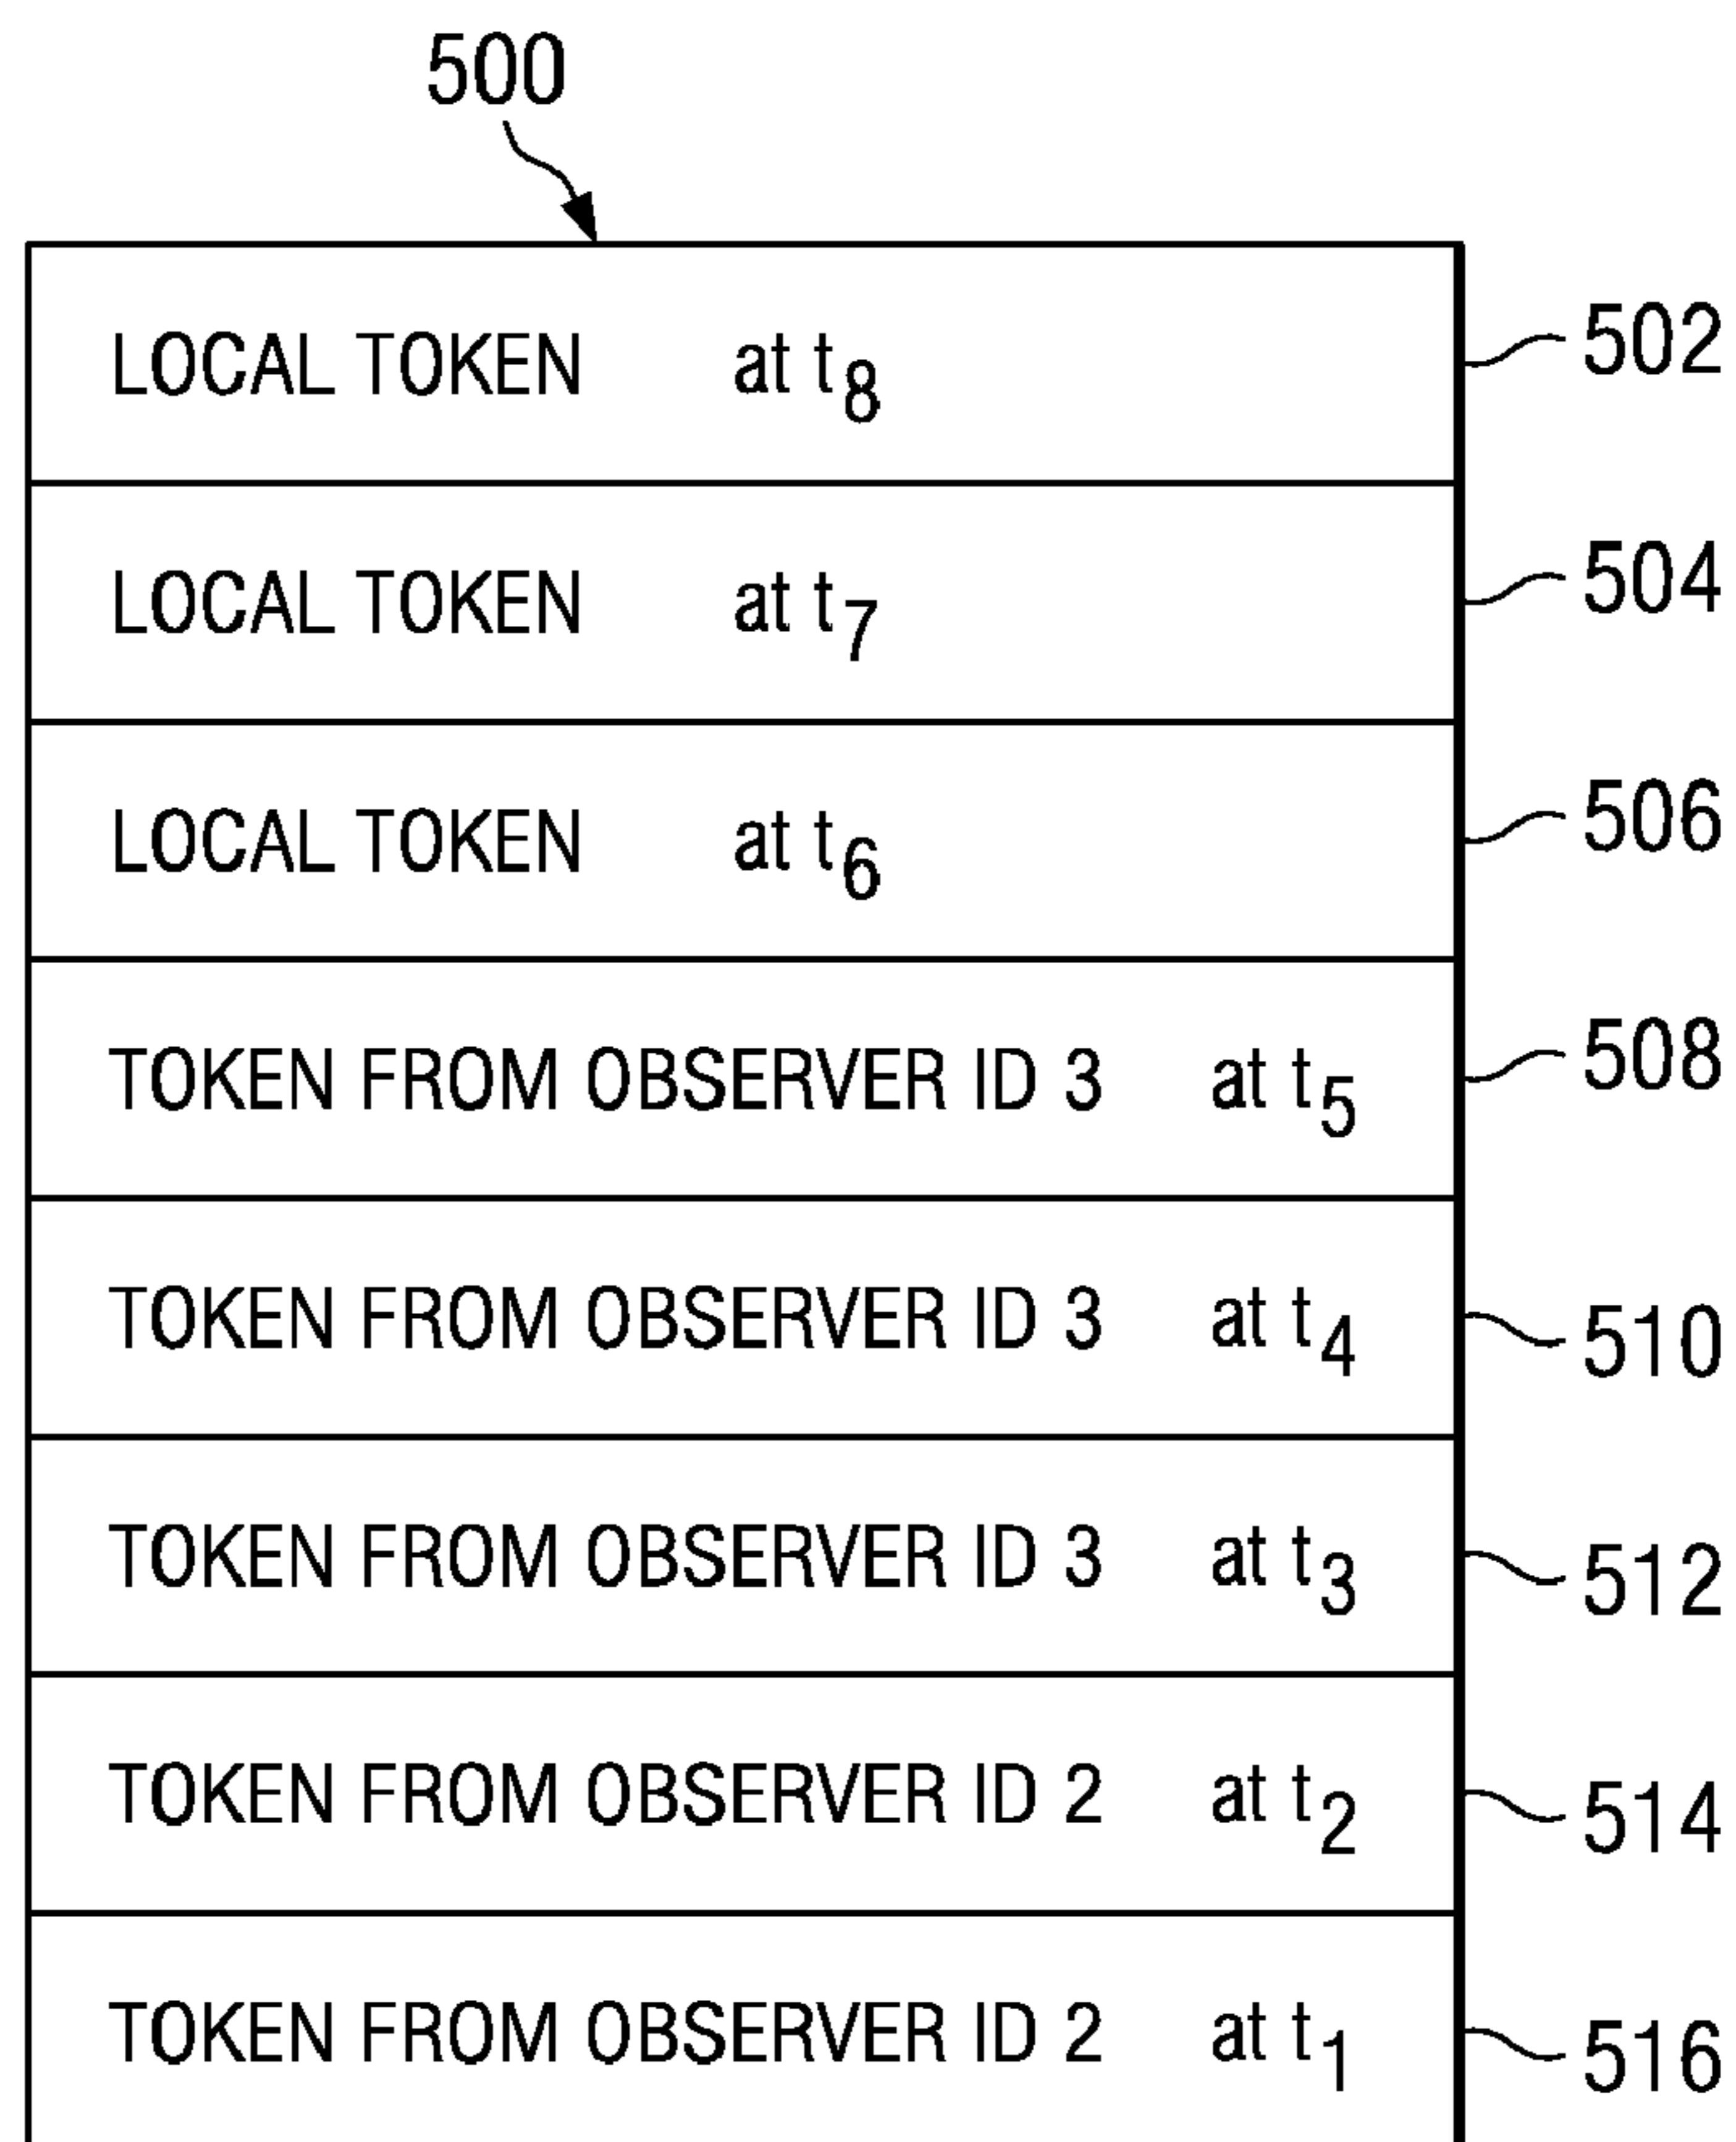 500
LOCAL TOKEN at t8 502
LOCAL TOKEN at t7 504
LOCAL TOKEN at t6 506
TOKEN FROM OBSERVER ID 3 at t5 508
TOKEN FROM OBSERVER ID 3 at t4 510
TOKEN FROM OBSERVER ID 3 at t3 512
TOKEN FROM OBSERVER ID 2 at t2 514
TOKEN FROM OBSERVER ID 2 at t1 516